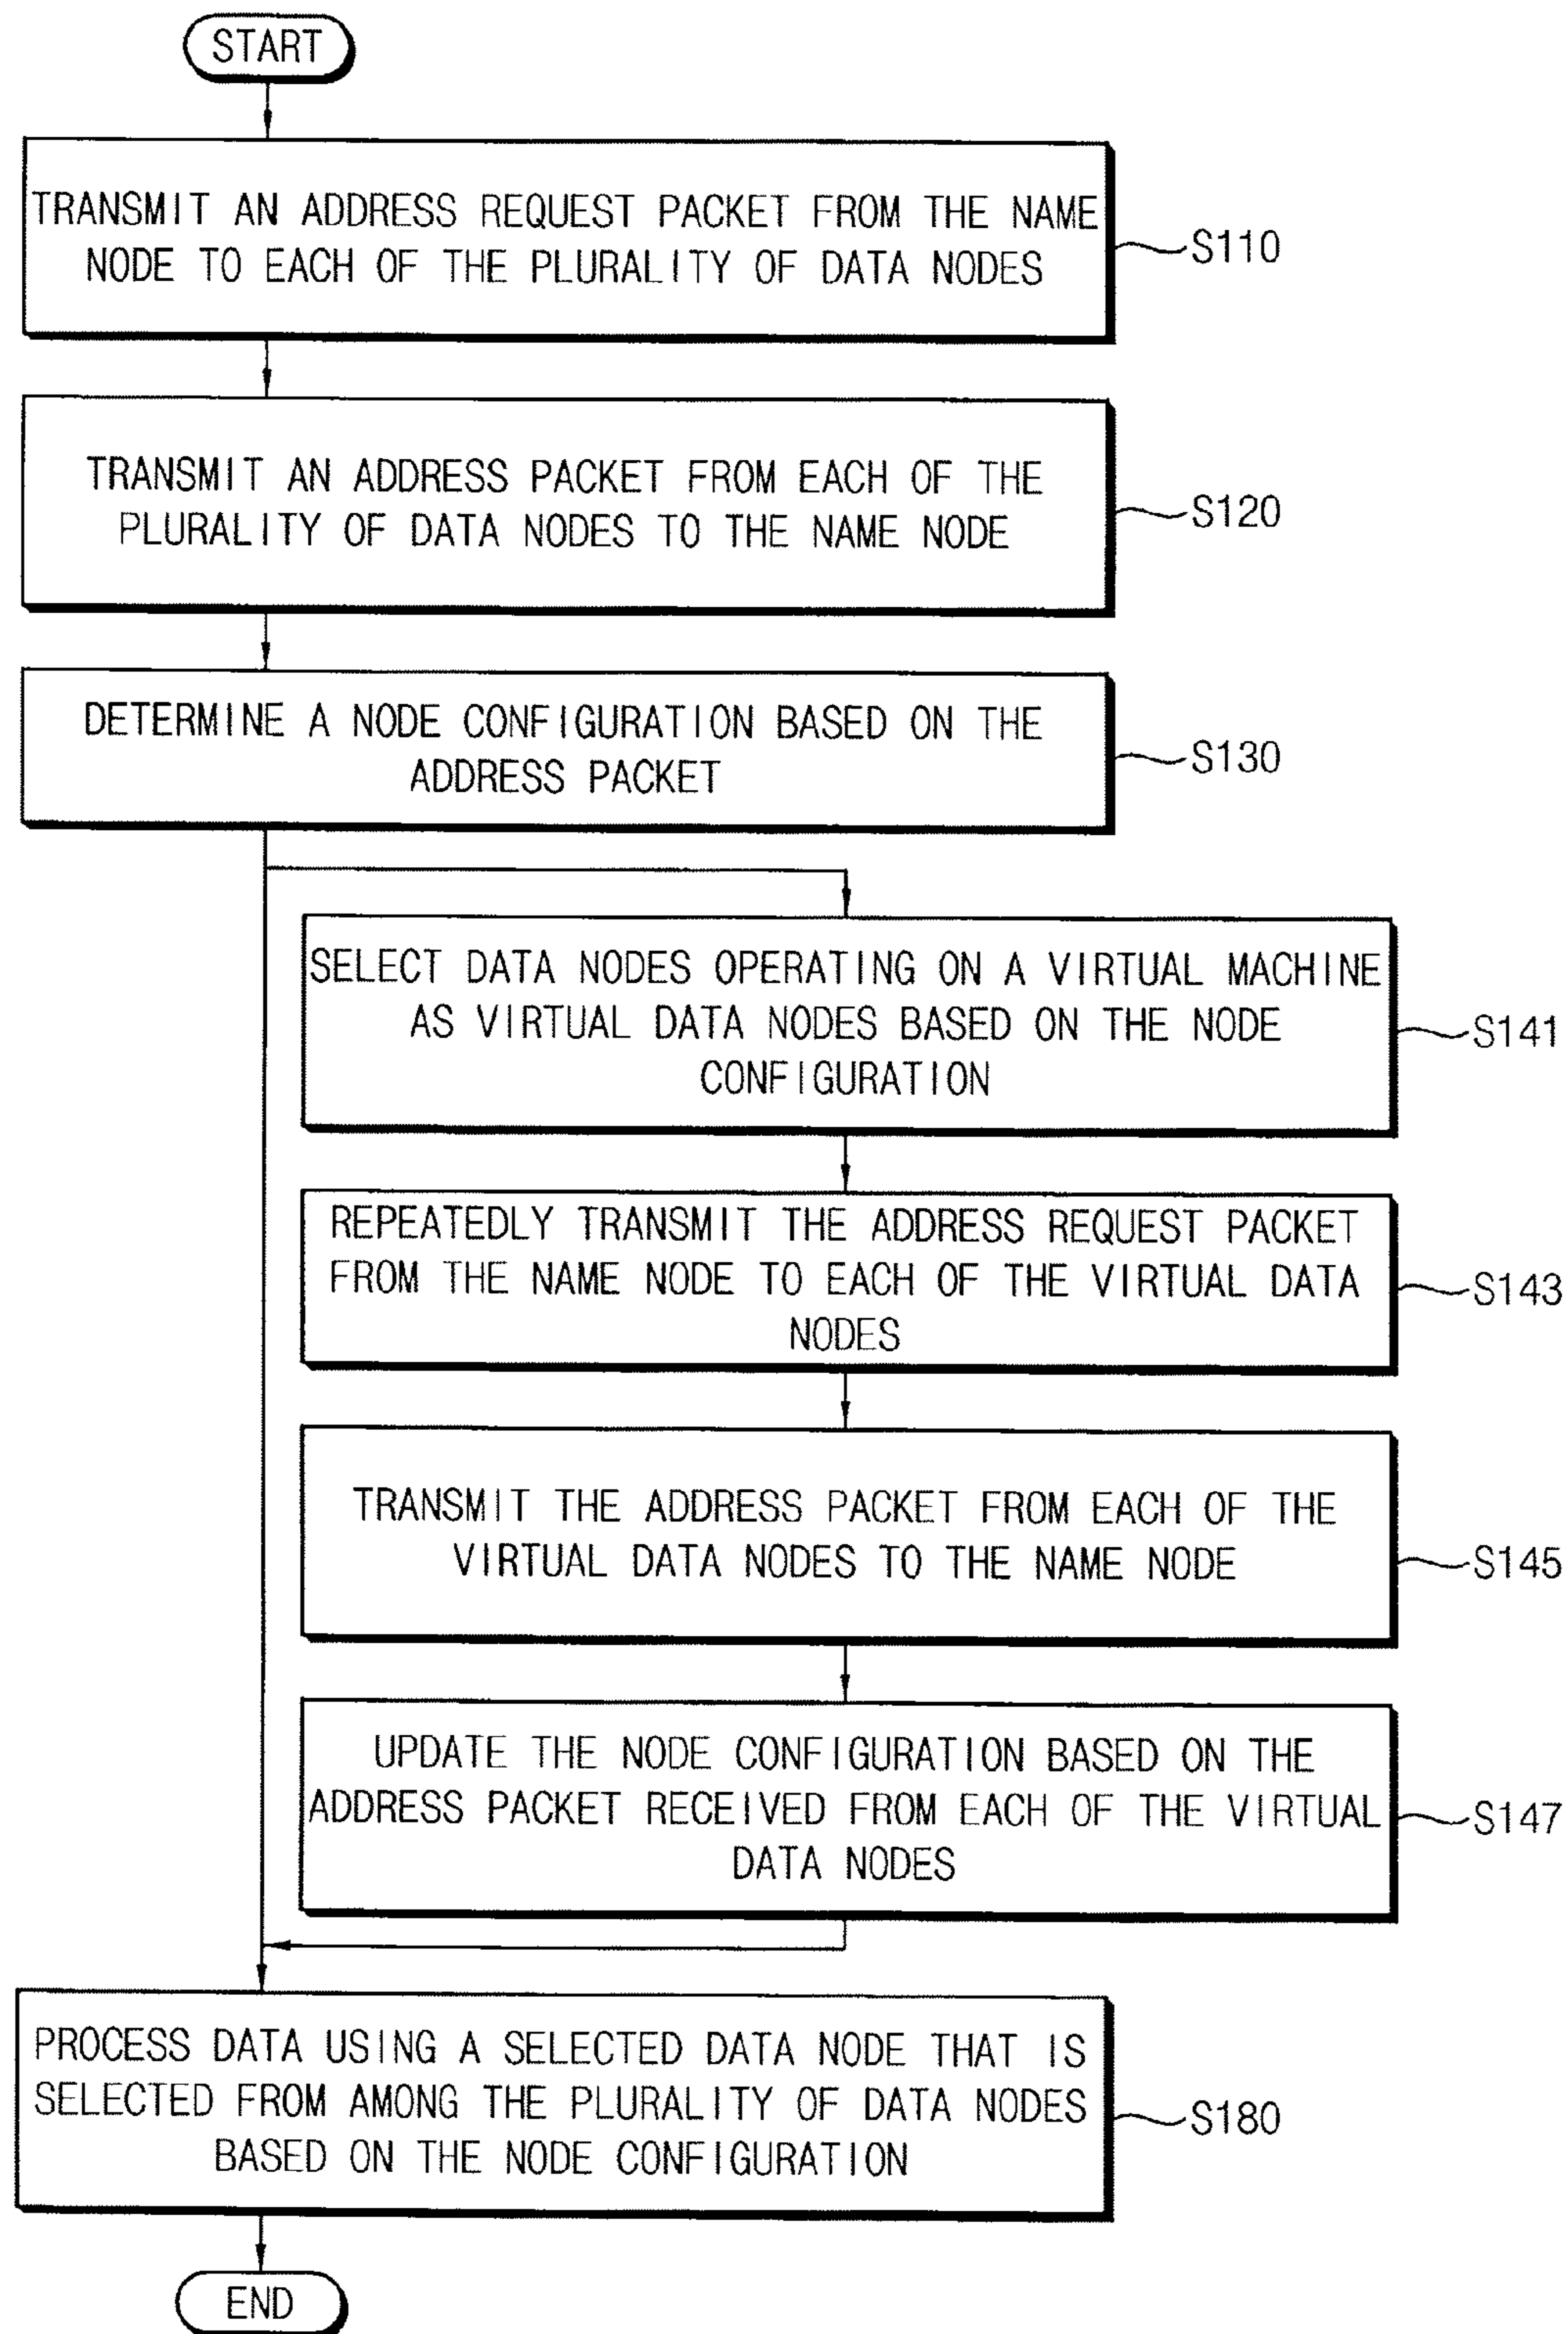 START
TRANSMIT AN ADDRESS REQUEST PACKET FROM THE NAME
NODE TO EACH OF THE PLURALITY OF DATA NODES
S110
TRANSMIT AN ADDRESS PACKET FROM EACH OF THE
PLURALITY OF DATA NODES TO THE NAME NODE
S120
DETERMINE A NODE CONFIGURATION BASED ON THE
ADDRESS PACKET
S130
SELECT DATA NODES OPERATING ON A VIRTUAL MACHINE
AS VIRTUAL DATA NODES BASED ON THE NODE
CONFIGURATION
S141
REPEATEDLY TRANSMIT THE ADDRESS REQUEST PACKET
FROM THE NAME NODE TO EACH OF THE VIRTUAL DATA
NODES
S143
TRANSMIT THE ADDRESS PACKET FROM EACH OF THE
VIRTUAL DATA NODES TO THE NAME NODE
S145
UPDATE THE NODE CONFIGURATION BASED ON THE
ADDRESS PACKET RECEIVED FROM EACH OF THE VIRTUAL
DATA NODES
S147
PROCESS DATA USING A SELECTED DATA NODE THAT IS
SELECTED FROM AMONG THE PLURALITY OF DATA NODES
BASED ON THE NODE CONFIGURATION
S180
END